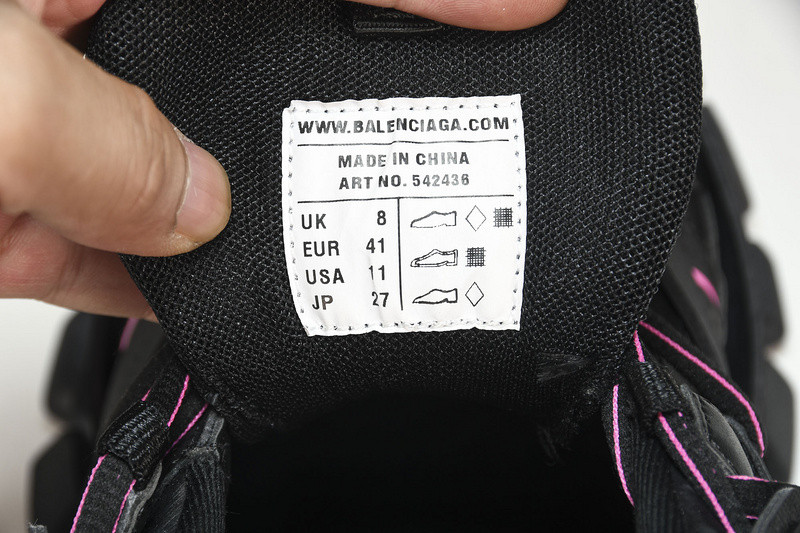 WWW.BALENCIAGA.COM
MADE IN CHINA
ART NO. 542436
UK 8
EUR 41
USA 11
JP 27